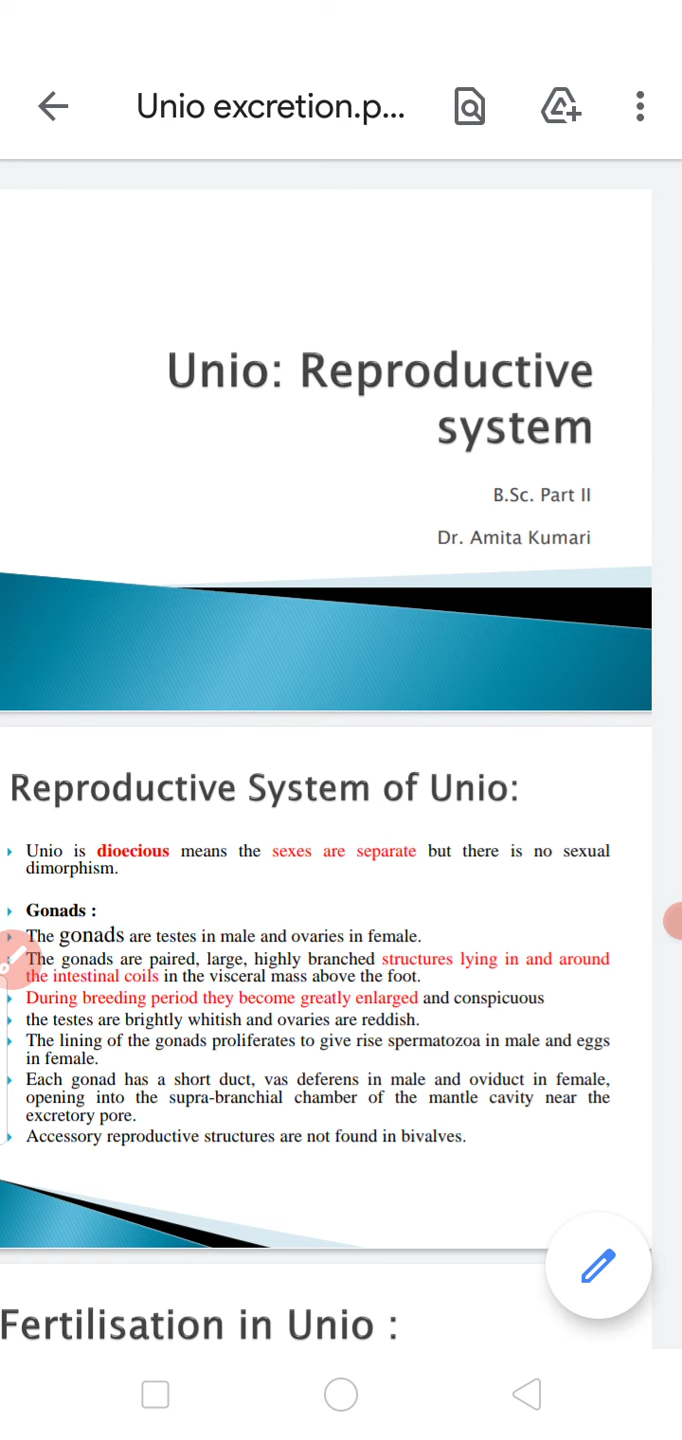 Unio excretion.p...
Unio: Reproductive
system
B.Sc. Part II
Dr. Amita Kumari
Reproductive System of Unio:
Unio is dioecious means the sexes are separate but there is no sexual
dimorphism.
Gonads :
The gonads are testes in male and ovaries in female.
The gonads are paired, large, highly branched structures lying in and around
the intestinal coils in the visceral mass above the foot.
During breeding period they become greatly enlarged and conspicuous
the testes are brightly whitish and ovaries are reddish.
The lining of the gonads proliferates to give rise spermatozoa in male and eggs
in female.
Each gonad has a short duct, vas deferens in male and oviduct in female,
opening into the supra-branchial chamber of the mantle cavity near the
excretory pore.
Accessory reproductive structures are not found in bivalves.
Fertilisation in Unio :